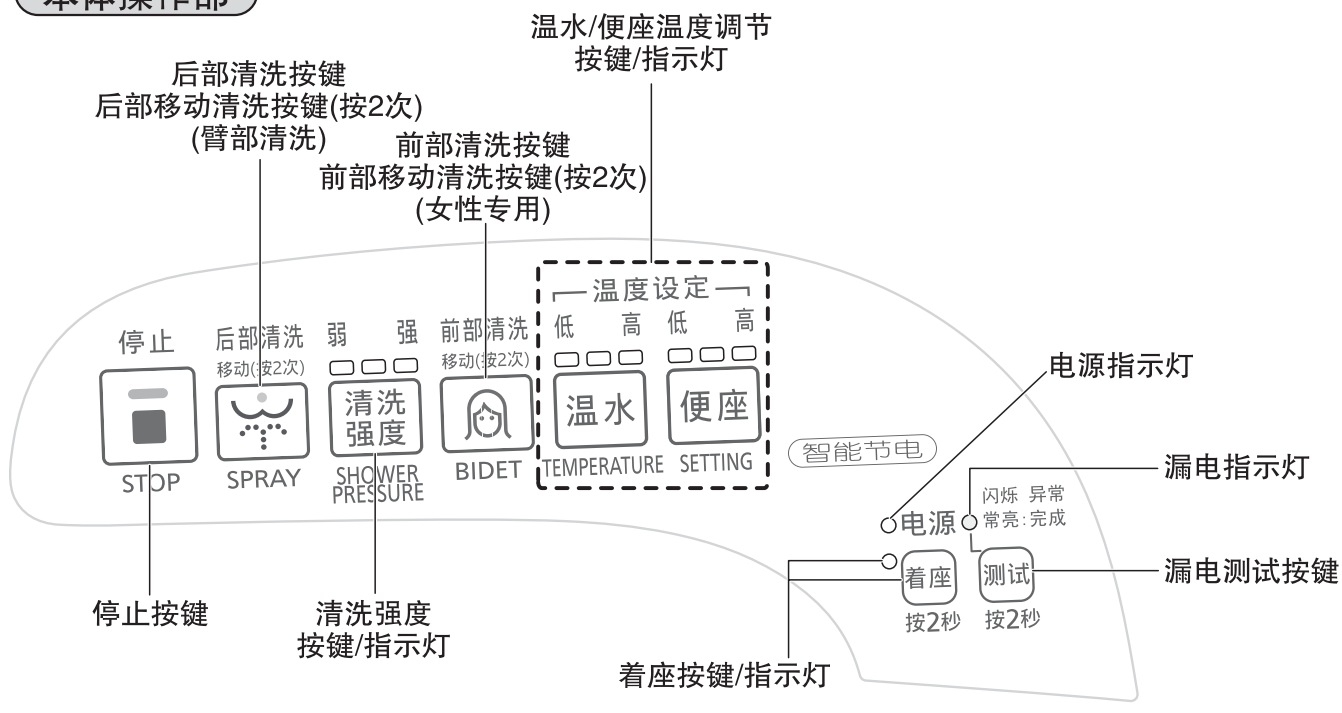 本体操作部
温水/便座温度调节
按键/指示灯
后部清洗按键
后部移动清洗按键(按2次)
(臂部清洗)
前部清洗按键
前部移动清洗按键(按2次)
(女性专用)
温度设定
停止
后部清洗
移动(按2次)
弱 强
前部清洗
移动(按2次)
低 高
低 高
清洗
强度
温水
便座
STOP
SPRAY
SHOWER
PRESSURE
BIDET
TEMPERATURE SETTING
电源指示灯
智能节电
漏电指示灯
闪烁 异常
常亮:完成
电源
着座
测试
漏电测试按键
按2秒
按2秒
停止按键
清洗强度
按键/指示灯
着座按键/指示灯